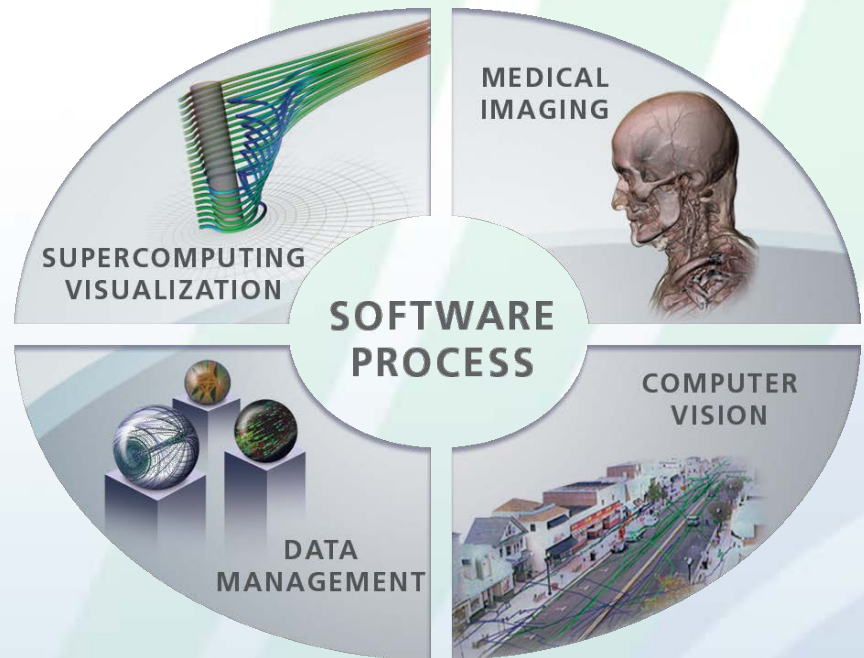 SUPERCOMPUTING
VISUALIZATION
MEDICAL
IMAGING
SOFTWARE
PROCESS
DATA
MANAGEMENT
COMPUTER
VISION